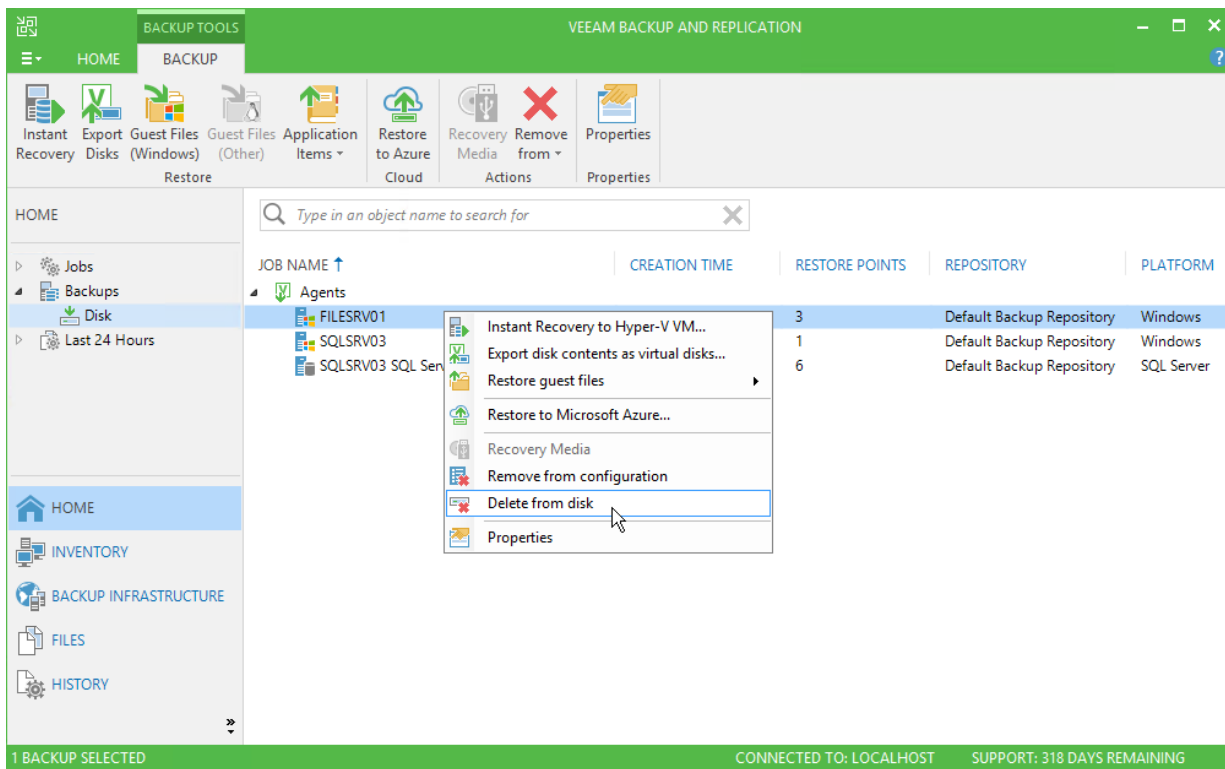 BACKUP TOOLS
VEEAM BACKUP AND REPLICATION
HOME
BACKUP
Instant Recovery
Export Disks
Guest Files (Windows)
Guest Files (Other)
Application Items
Restore to Azure
Recovery Media
Remove from
Properties
Restore
Cloud
Actions
Properties
HOME
Type in an object name to search for
Jobs
Backups
Disk
Last 24 Hours
JOB NAME CREATION TIME RESTORE POINTS REPOSITORY PLATFORM
Agents
FILESRV01 3 Default Backup Repository Windows
SQLSRV03 1 Default Backup Repository Windows
SQLSRV03 SQL Ser 6 Default Backup Repository SQL Server
Instant Recovery to Hyper-V VM...
Export disk contents as virtual disks...
Restore guest files
Restore to Microsoft Azure...
Recovery Media
Remove from configuration
Delete from disk
Properties
HOME
INVENTORY
BACKUP INFRASTRUCTURE
FILES
HISTORY
1 BACKUP SELECTED
CONNECTED TO: LOCALHOST
SUPPORT: 318 DAYS REMAINING